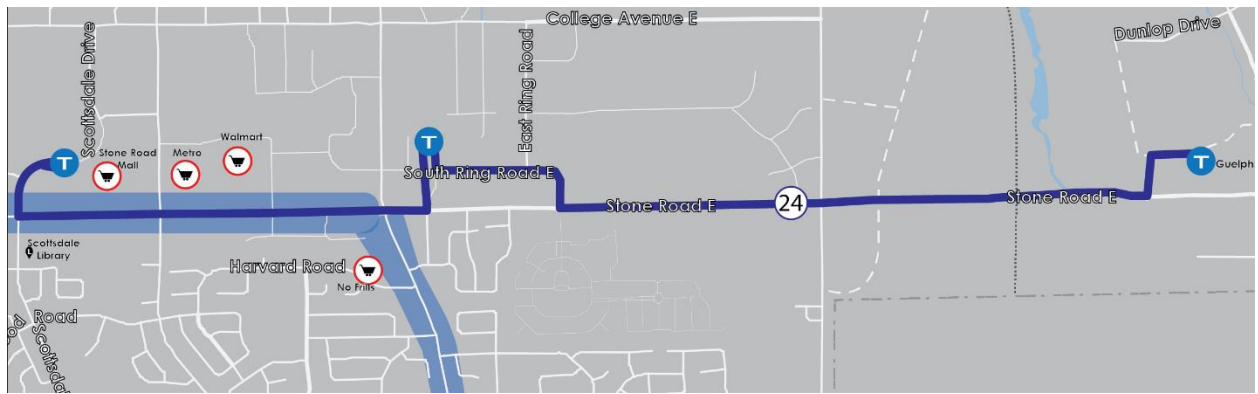 College Avenue E
Dunlop Drive
Scottsdale Drive
East Ring Road
Walmart
Stone Road
Mall
Metro
T
T
T
South Ring Road E
Guelph
Stone Road E
24
Stone Road E
Scottsdale
Library
Harvard Road
No Frills
Road
Scottsdale